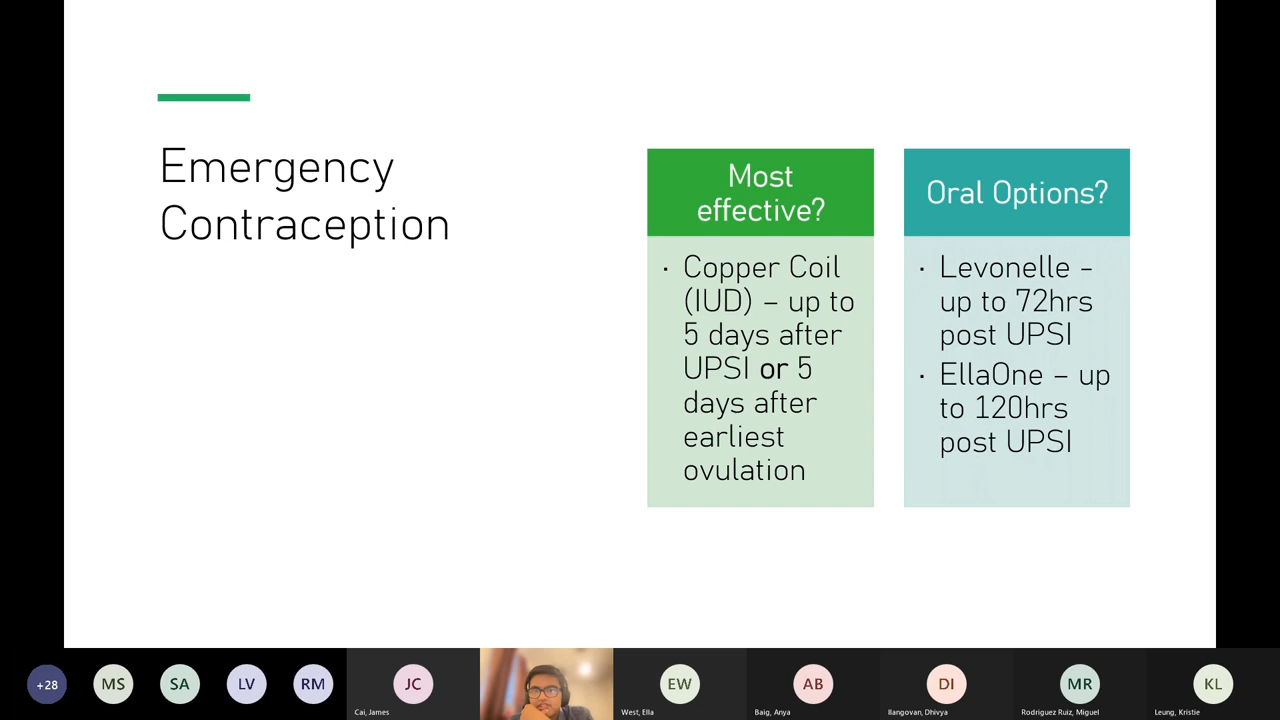 Emergency
Contraception
Most
effective?
· Copper Coil
(IUD) – up to
5 days after
UPSI or 5
days after
earliest
ovulation
Oral Options?
· Levonelle –
up to 72hrs
post UPSI
· EllaOne – up
to 120hrs
post UPSI
+28
MS
SA
LV
RM
JC
Cai, James
EW
West, Ella
AB
Baig, Anya
DI
Ilangovan, Dhivya
MR
Rodriguez Ruiz, Miguel
KL
Leung, Kristie